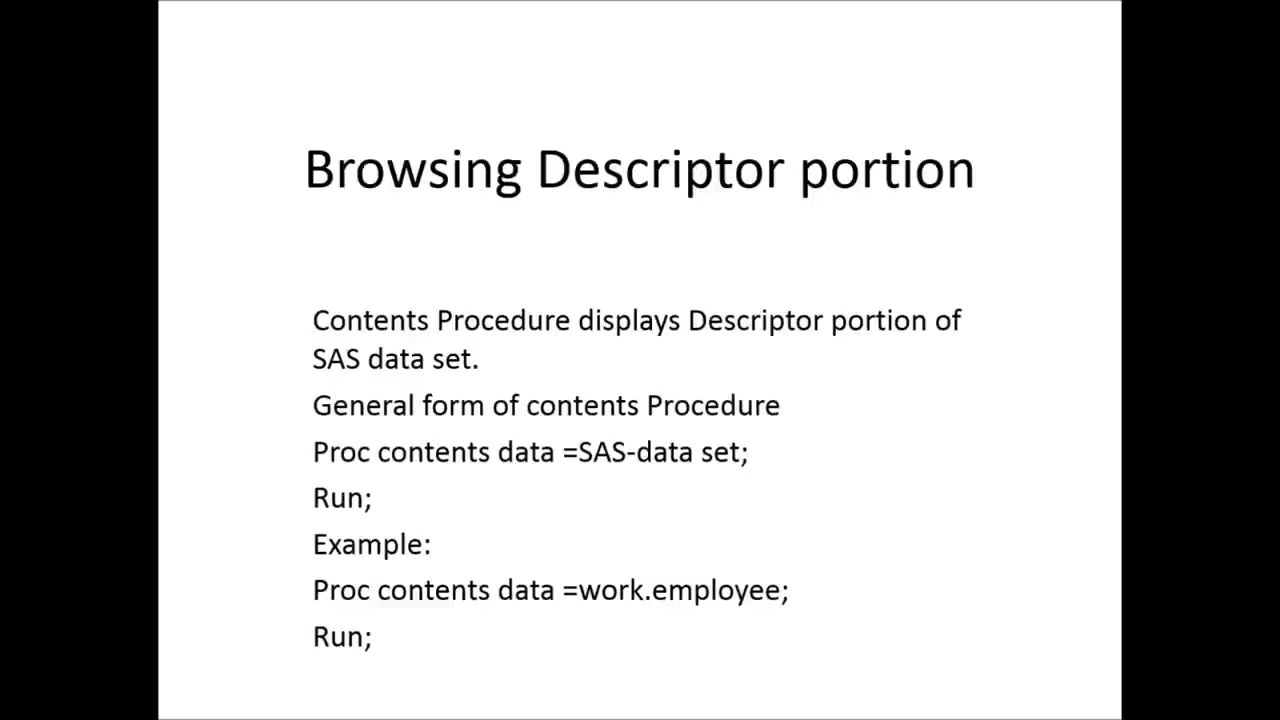 Browsing Descriptor portion
Contents Procedure displays Descriptor portion of
SAS data set.
General form of contents Procedure
Proc contents data =SAS-data set;
Run;
Example:
Proc contents data =work.employee;
Run;